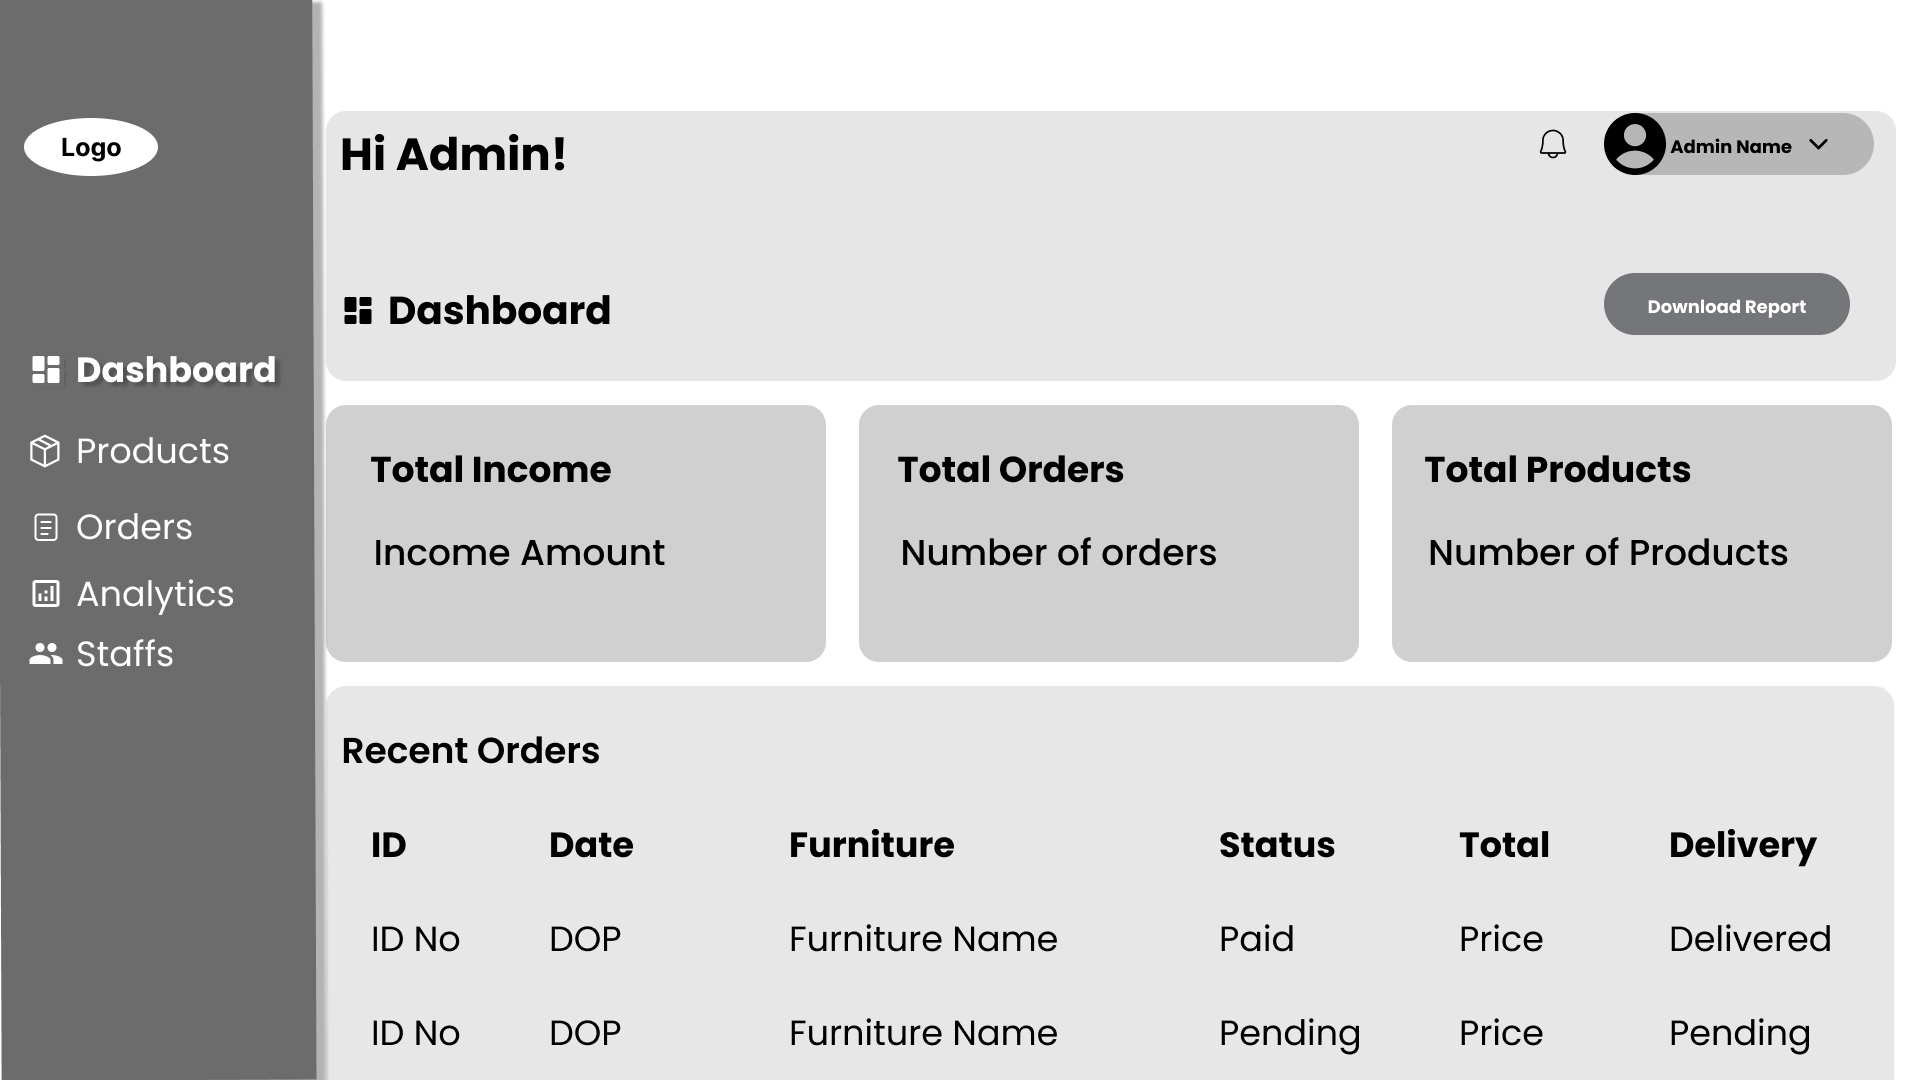 Logo
Dashboard
Products
Orders
Analytics
Staffs
Hi Admin!
Admin Name
Dashboard
Download Report
Total Income
Income Amount
Total Orders
Number of orders
Total Products
Number of Products
Recent Orders
ID Date Furniture Status Total Delivery
ID No DOP Furniture Name Paid Price Delivered
ID No DOP Furniture Name Pending Price Pending